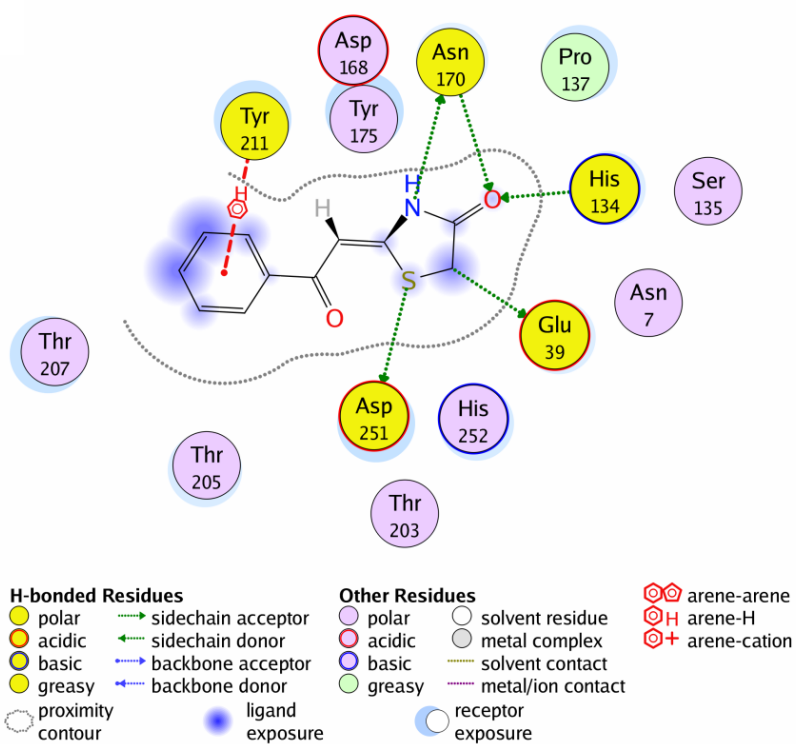 Asp
168
Asn
170
Pro
137
Tyr
211
Tyr
175
H
H
N
O
His
134
Ser
135
H
S
O
Asn
7
Glu
39
Thr
207
Asp
251
His
252
Thr
205
Thr
203
H-bonded Residues
polar
acidic
basic
greasy
sidechain acceptor
sidechain donor
backbone acceptor
backbone donor
proximity
contour
ligand
exposure
Other Residues
polar
acidic
basic
greasy
solvent residue
metal complex
solvent contact
metal/ion contact
receptor
exposure
arene-arene
H arene-H
+ arene-cation